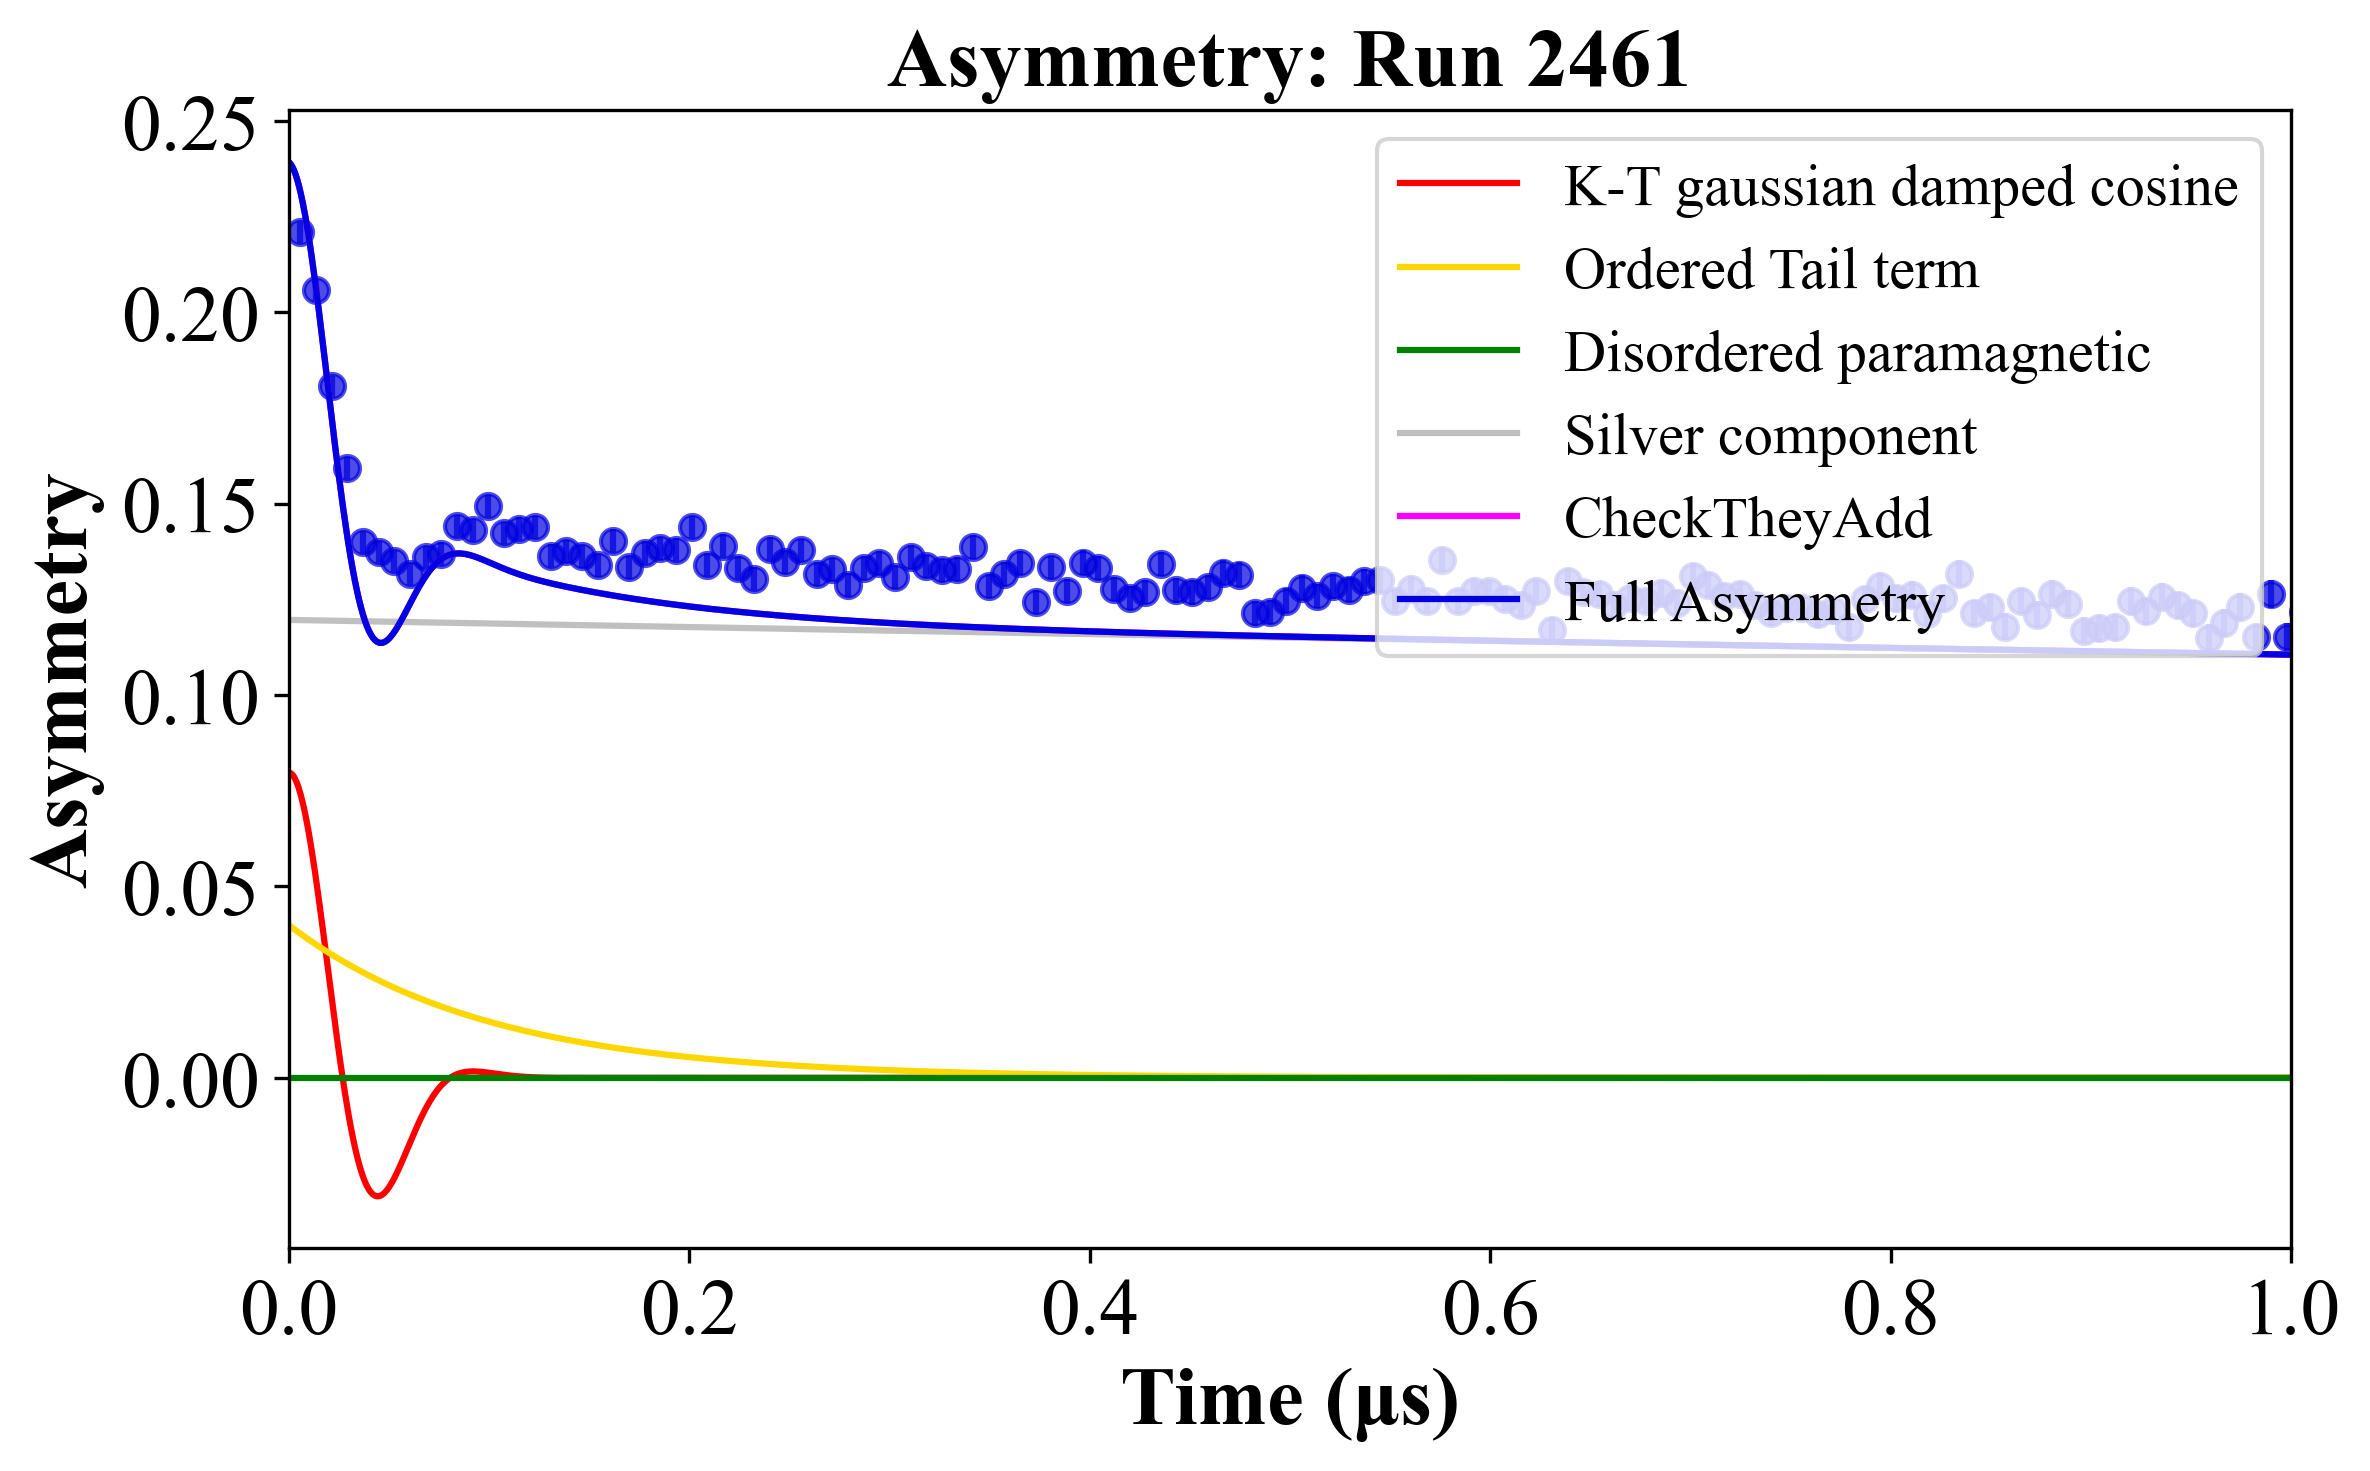 Asymmetry: Run 2461
0.25
0.20
0.15
0.10
0.05
0.00
Asymmetry
K-T gaussian damped cosine
Ordered Tail term
Disordered paramagnetic
Silver component
CheckTheyAdd
Full Asymmetry
0.0 0.2 0.4 0.6 0.8 1.0
Time (μs)